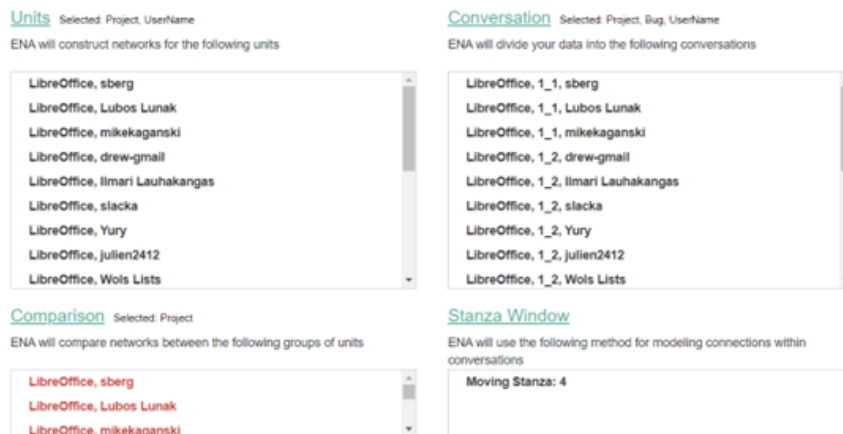 Units Selected: Project, UserName
ENA will construct networks for the following units
LibreOffice, sberg
LibreOffice, Lubos Lunak
LibreOffice, mikekaganski
LibreOffice, drew-gmail
LibreOffice, Ilmari Lauhakangas
LibreOffice, slacka
LibreOffice, Yury
LibreOffice, julien2412
LibreOffice, Wols Lists
Conversation Selected: Project, Bug, UserName
ENA will divide your data into the following conversations
LibreOffice, 1_1, sberg
LibreOffice, 1_1, Lubos Lunak
LibreOffice, 1_1, mikekaganski
LibreOffice, 1_2, drew-gmail
LibreOffice, 1_2, Ilmari Lauhakangas
LibreOffice, 1_2, slacka
LibreOffice, 1_2, Yury
LibreOffice, 1_2, julien2412
LibreOffice, 1_2, Wols Lists
Comparison Selected: Project
ENA will compare networks between the following groups of units
LibreOffice, sberg
LibreOffice, Lubos Lunak
LibreOffice, mikekaganski
Stanza Window
ENA will use the following method for modeling connections within
conversations
Moving Stanza: 4